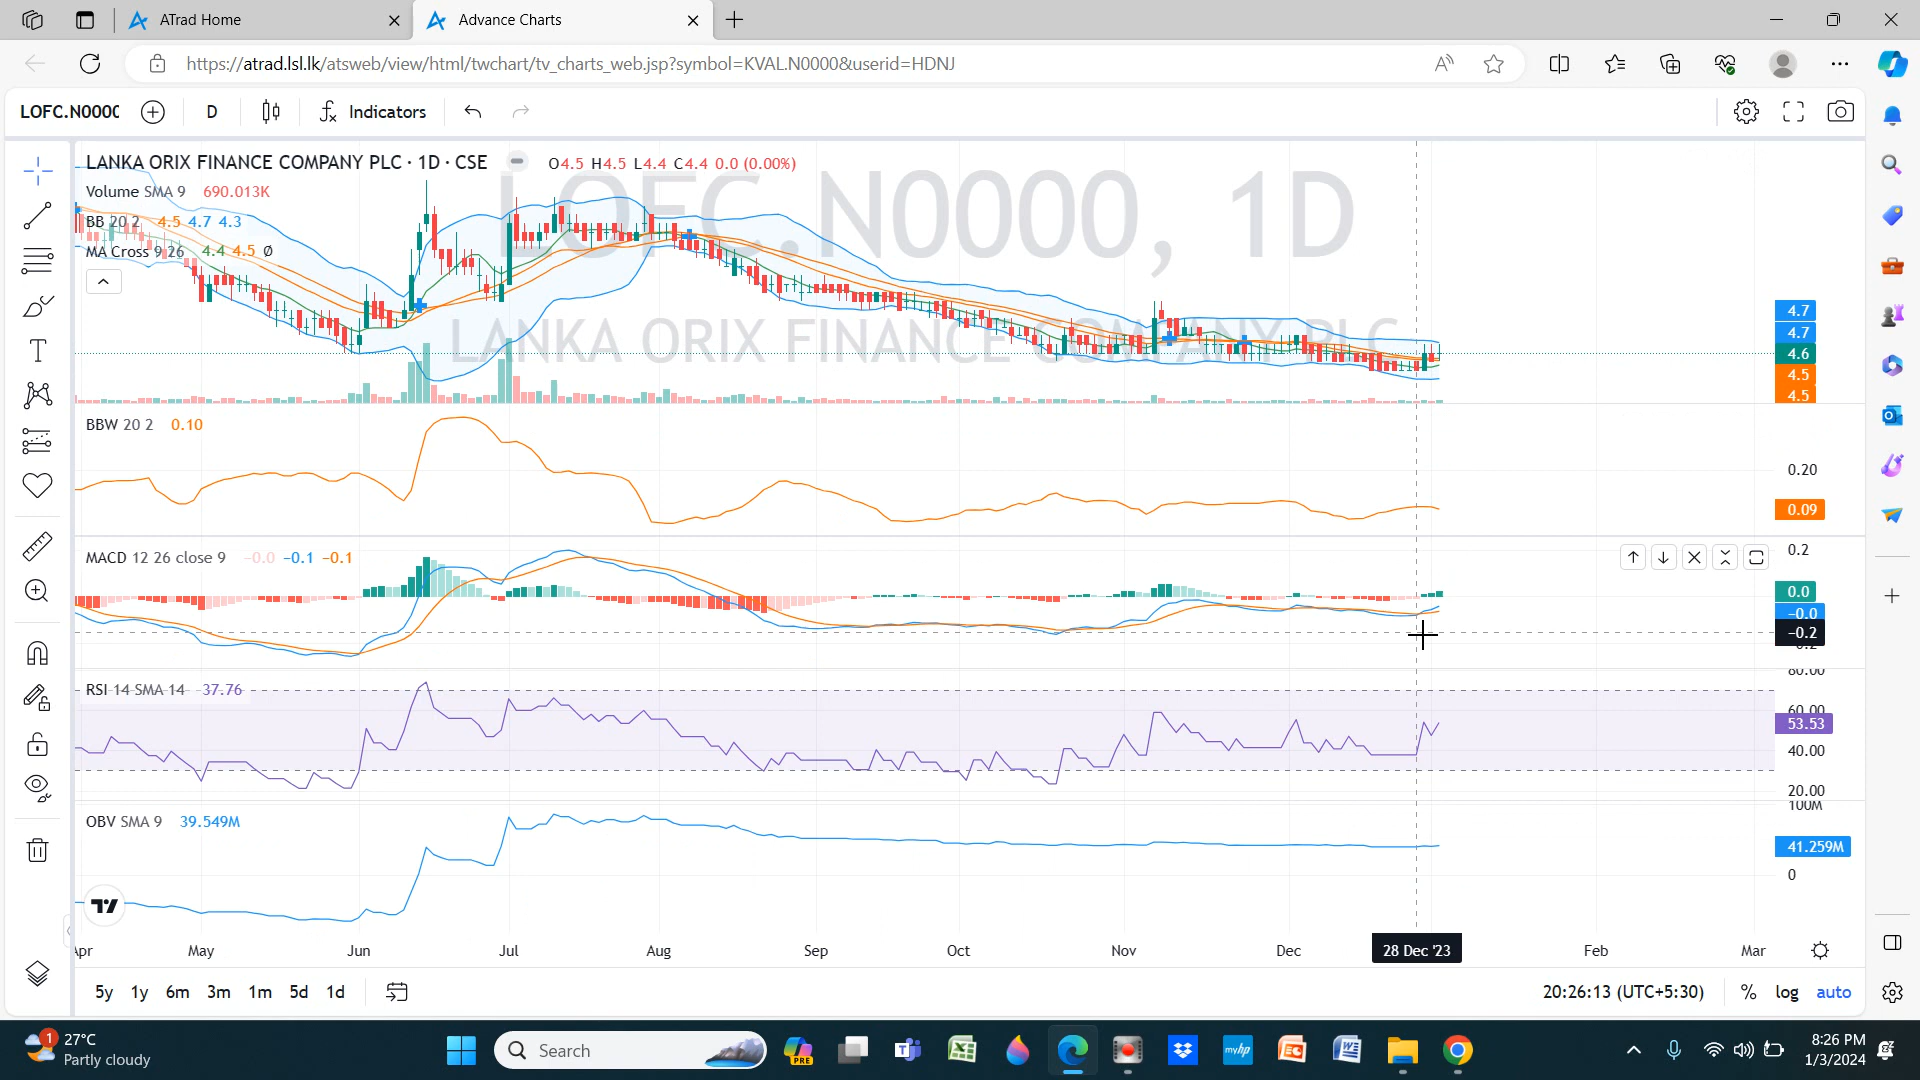 ATrad Home
Advance Charts
https://atrad.lsl.lk/atsweb/view/html/twchart/tv_charts_web.jsp?symbol=KVAL.N0000&userid=HDNJ
LOFC.N000
D
Indicators
LANKA ORIX FINANCE COMPANY PLC · 1D · CSE
O4.5 H4.5 L4.4 C4.4 0.0 (0.00%)
Volume SMA 9 690.013K
BB 20 2 4.5 4.7 4.3
MA Cross 9 26 4.4 4.5 Ø
LOFC.N0000, 1D
LANKA ORIX FINANCE COMPANY PLC
4.7
4.7
4.6
4.5
4.5
BBW 20 2 0.10
0.20
0.09
MACD 12 26 close 9 −0.0 −0.1 −0.1
0.2
0.0
−0.0
−0.2
RSI 14 SMA 14 37.76
80.00
60.00
53.53
40.00
20.00
OBV SMA 9 39.549M
100M
41.259M
0
Apr May Jun Jul Aug Sep Oct Nov Dec 28 Dec '23 Feb Mar
5y 1y 6m 3m 1m 5d 1d
20:26:13 (UTC+5:30) % log auto
1
27°C
Partly cloudy
Search
PRE
myhp
8:26 PM
1/3/2024